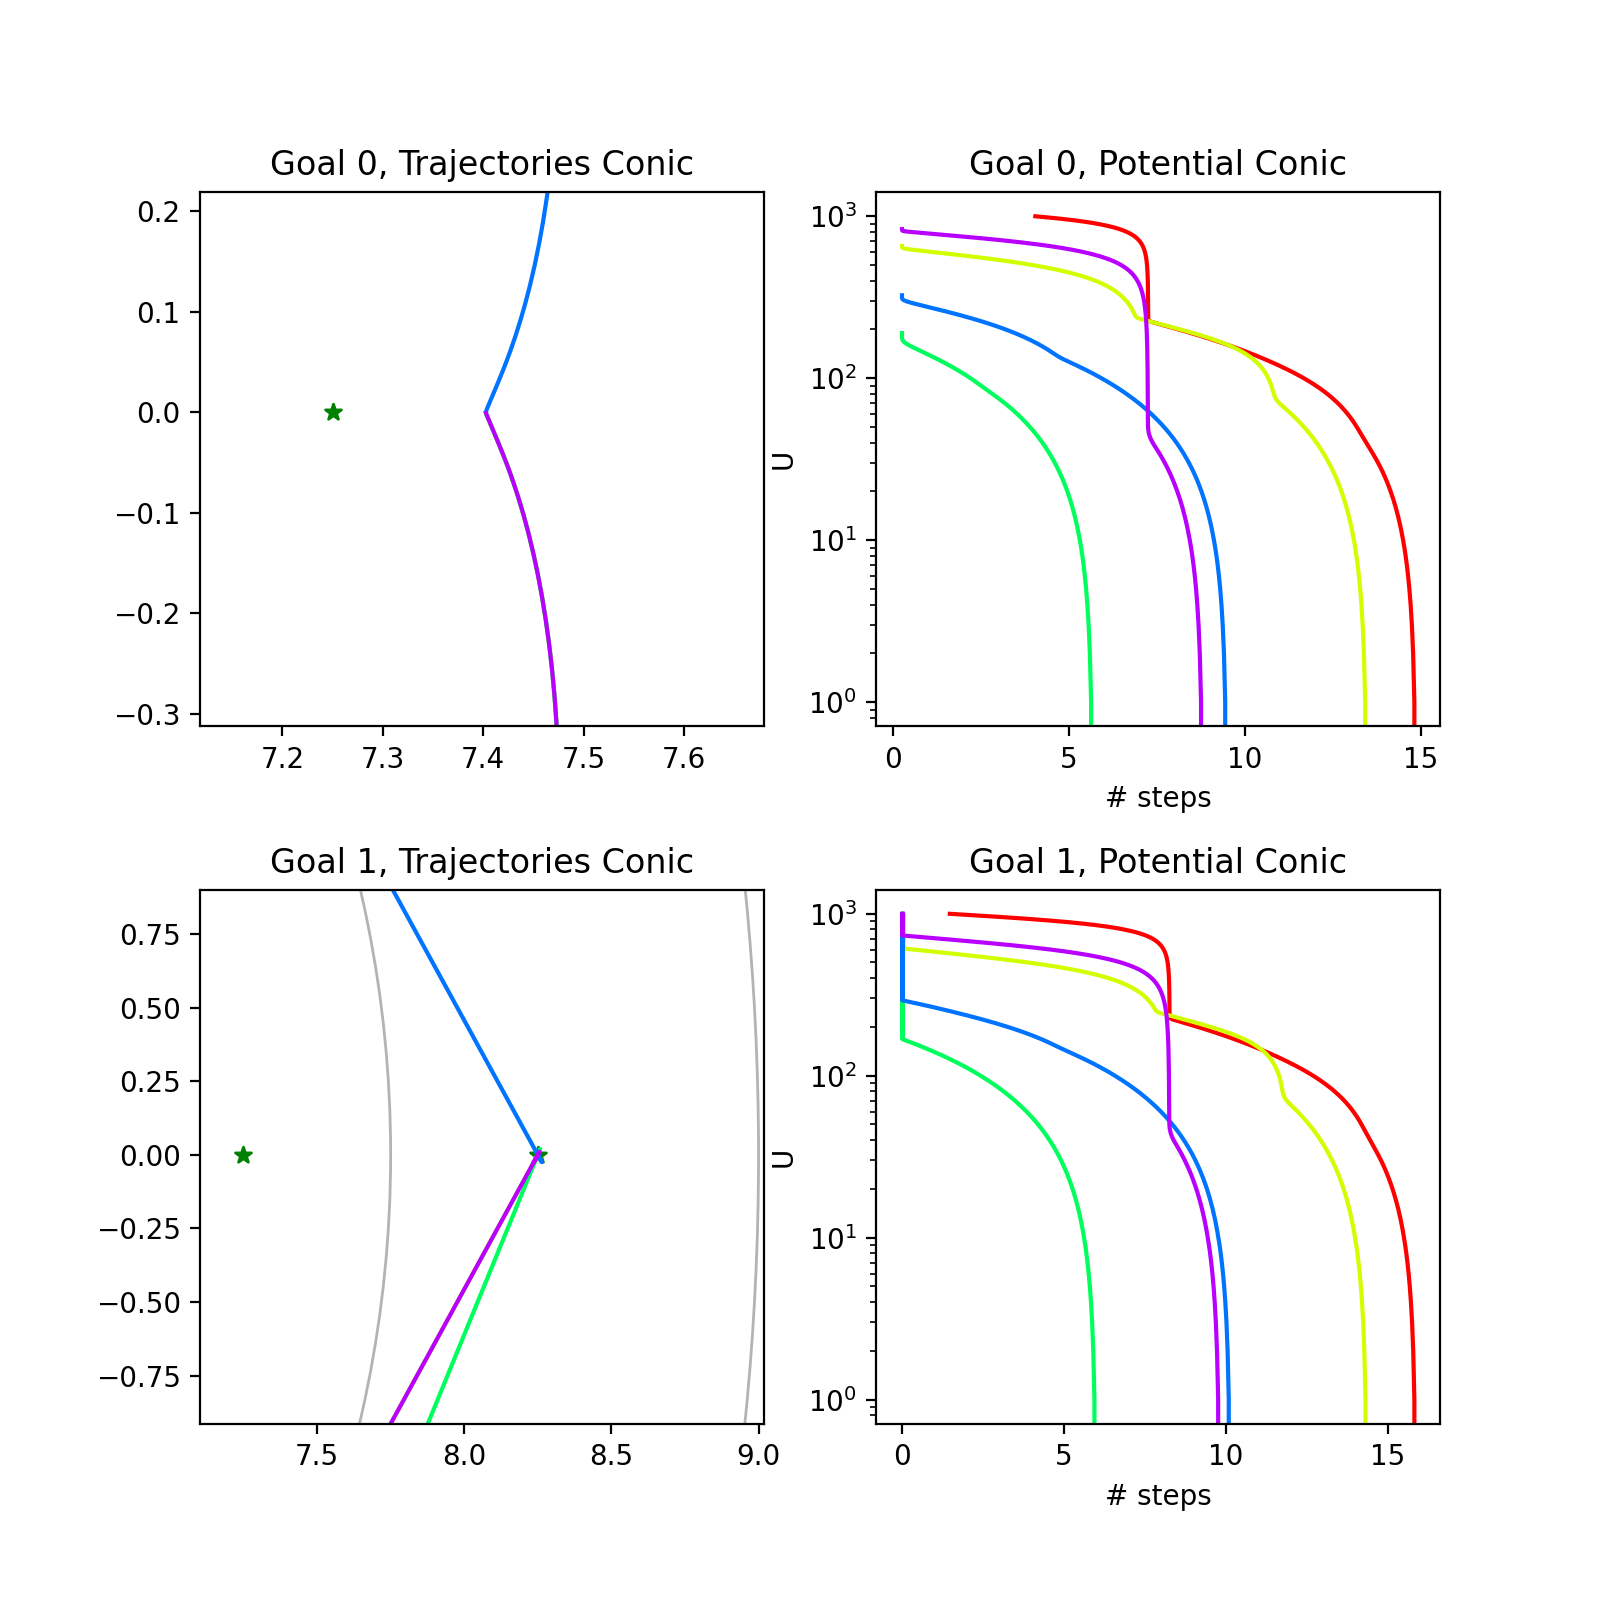 Goal 0, Trajectories Conic
0.2
0.1
0.0
−0.1
−0.2
−0.3
7.2 7.3 7.4 7.5 7.6
Goal 0, Potential Conic
U
10³
10²
10¹
10⁰
0 5 10 15
# steps
Goal 1, Trajectories Conic
0.75
0.50
0.25
0.00
−0.25
−0.50
−0.75
7.5 8.0 8.5 9.0
Goal 1, Potential Conic
U
10³
10²
10¹
10⁰
0 5 10 15
# steps